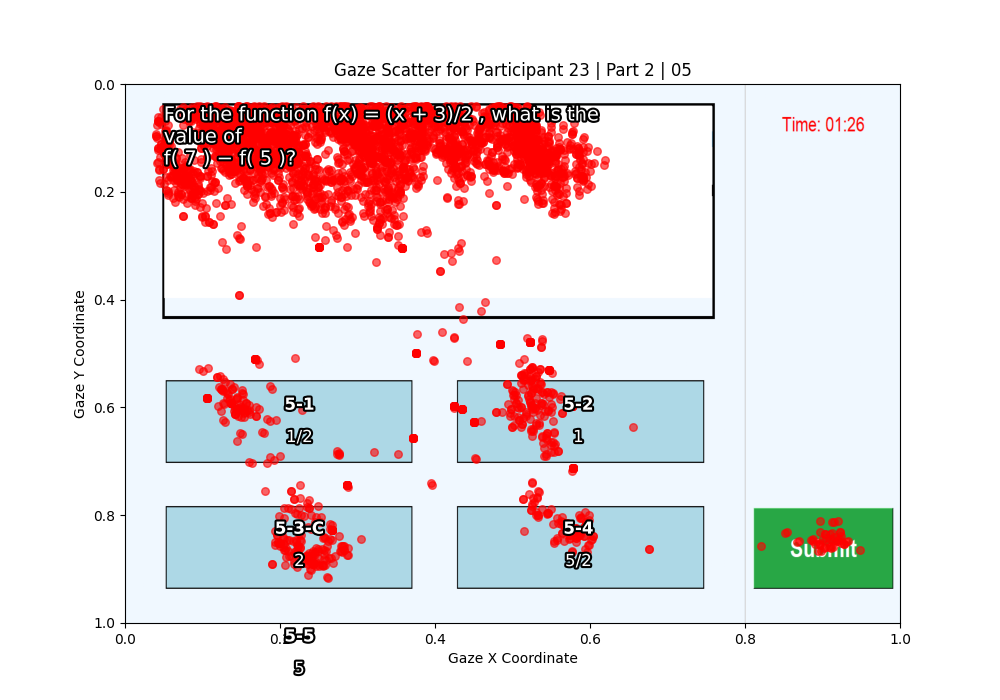 Gaze Scatter for Participant 23 | Part 2 | 05
For the function f(x) = (x + 3)/2 , what is the
value of
f( 7 ) − f( 5 )?
Time: 01:26
5-1
1/2
5-2
1
5-3-C
2
5-4
5/2
Submit
5-5
5
Gaze X Coordinate
Gaze Y Coordinate
0.0
0.2
0.4
0.6
0.8
1.0
0.0
0.2
0.4
0.6
0.8
1.0